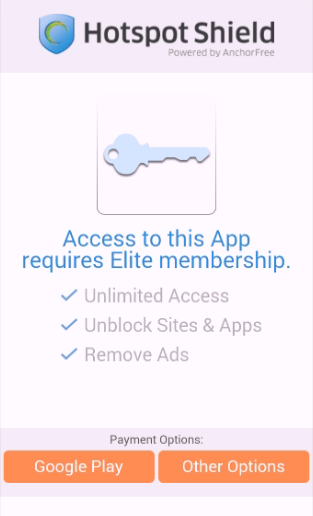 Hotspot Shield
Powered by AnchorFree
Access to this App
requires Elite membership.
Unlimited Access
Unblock Sites & Apps
Remove Ads
Payment Options:
Google Play
Other Options